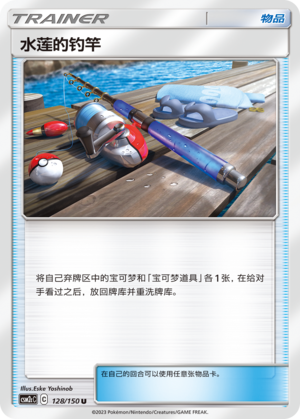 TRAINER 物品
水莲的钓竿
将自己弃牌区中的宝可梦和「宝可梦道具」各1张，在给对
手看过之后，放回牌库并重洗牌库。
在自己的回合可以使用任意张物品卡。
Illus.Eske Yoshinob
CSM2c C C 128/150 U
©2023 Pokémon/Nintendo/Creatures/GAME FREAK.